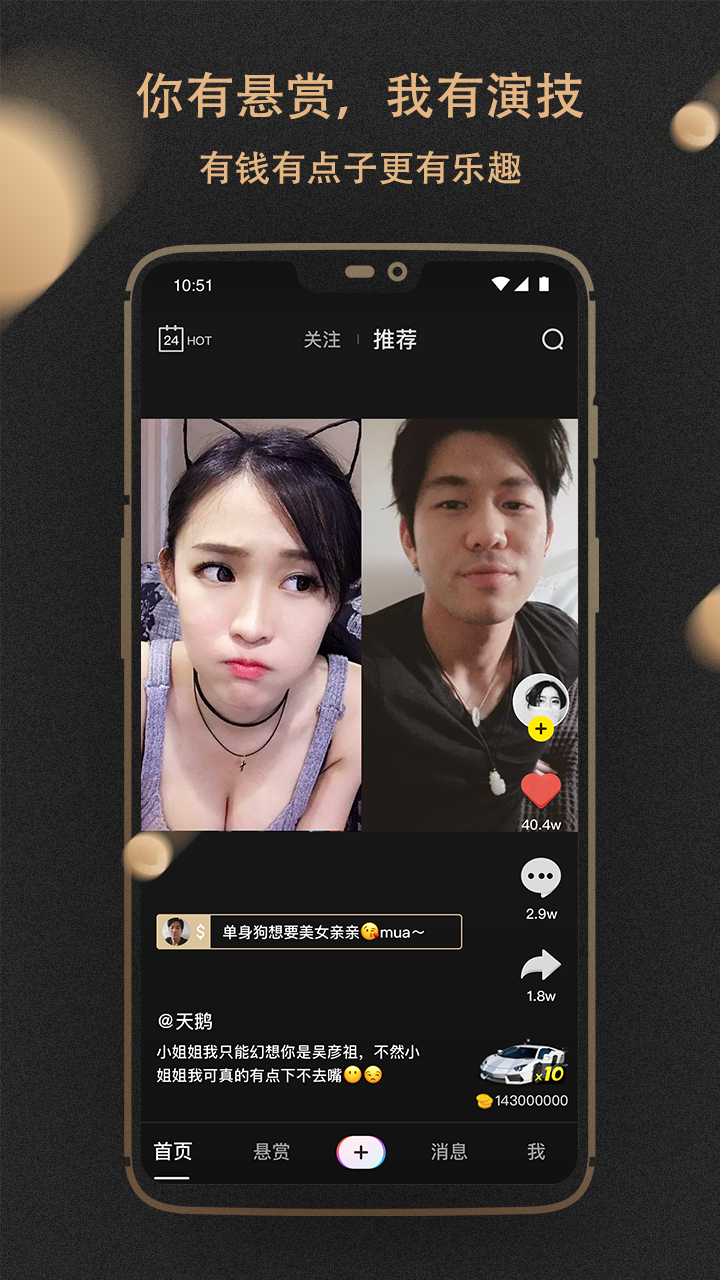 你有悬赏，我有演技
有钱有点子更有乐趣
10:51
24 HOT
关注
推荐
40.4w
2.9w
$ 单身狗想要美女亲亲😘mua～
1.8w
@天鹅
小姐姐我只能幻想你是吴彦祖，不然小
姐姐我可真的有点下不去嘴😶😒
x10
143000000
首页
悬赏
+
消息
我